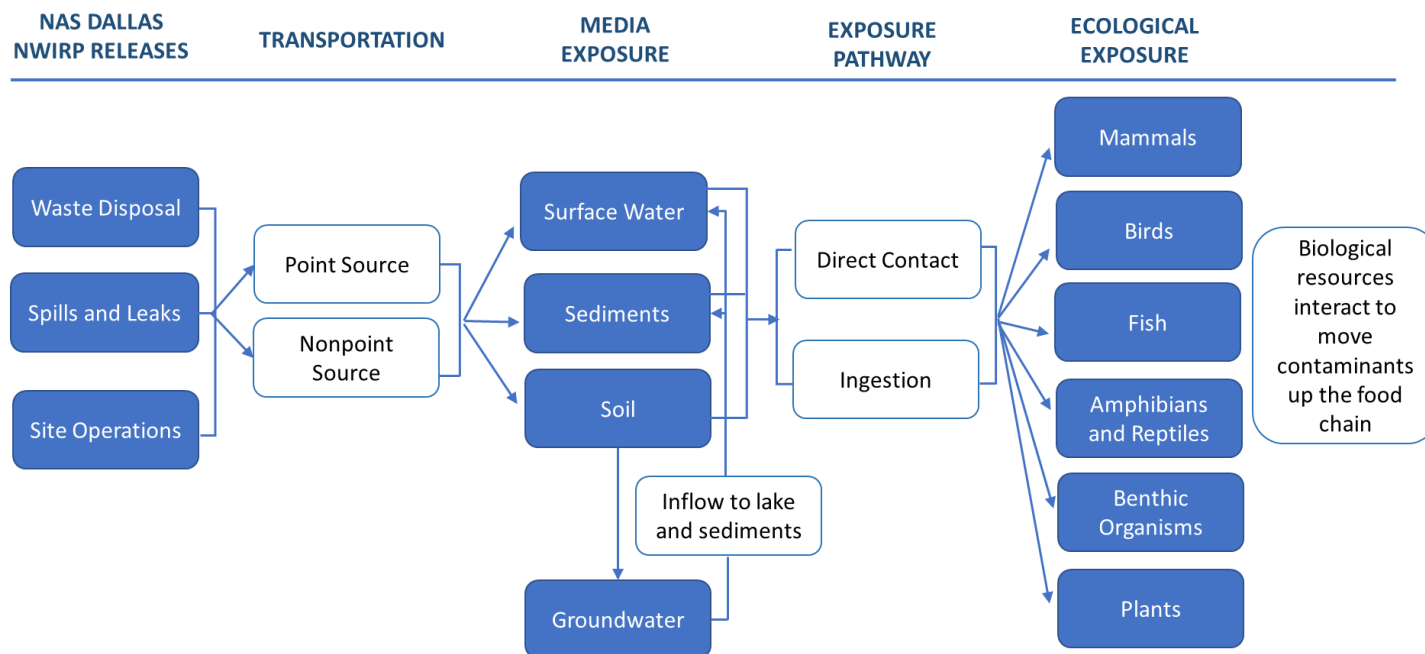 NAS DALLAS
NWIRP RELEASES
TRANSPORTATION
MEDIA
EXPOSURE
EXPOSURE
PATHWAY
ECOLOGICAL
EXPOSURE
Waste Disposal
Spills and Leaks
Site Operations
Point Source
Nonpoint
Source
Surface Water
Sediments
Soil
Inflow to lake
and sediments
Groundwater
Direct Contact
Ingestion
Mammals
Birds
Fish
Amphibians
and Reptiles
Benthic
Organisms
Plants
Biological
resources
interact to
move
contaminants
up the food
chain